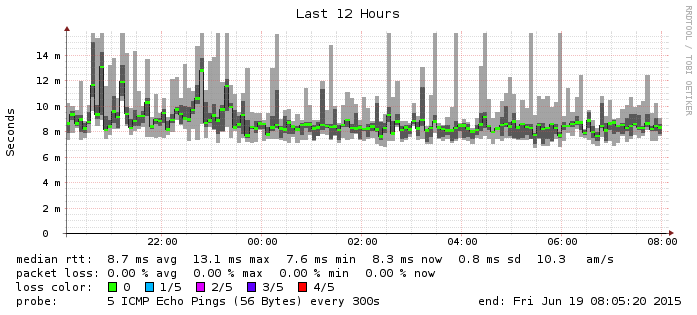 Last 12 Hours
RRDTOOL / TOBI OETIKER
Seconds
14 m
12 m
10 m
8 m
6 m
4 m
2 m
0
22:00 00:00 02:00 04:00 06:00 08:00
median rtt: 8.7 ms avg 13.1 ms max 7.6 ms min 8.3 ms now 0.8 ms sd 10.3 am/s
packet loss: 0.00 % avg 0.00 % max 0.00 % min 0.00 % now
loss color: 0 1/5 2/5 3/5 4/5
probe: 5 ICMP Echo Pings (56 Bytes) every 300s end: Fri Jun 19 08:05:20 2015